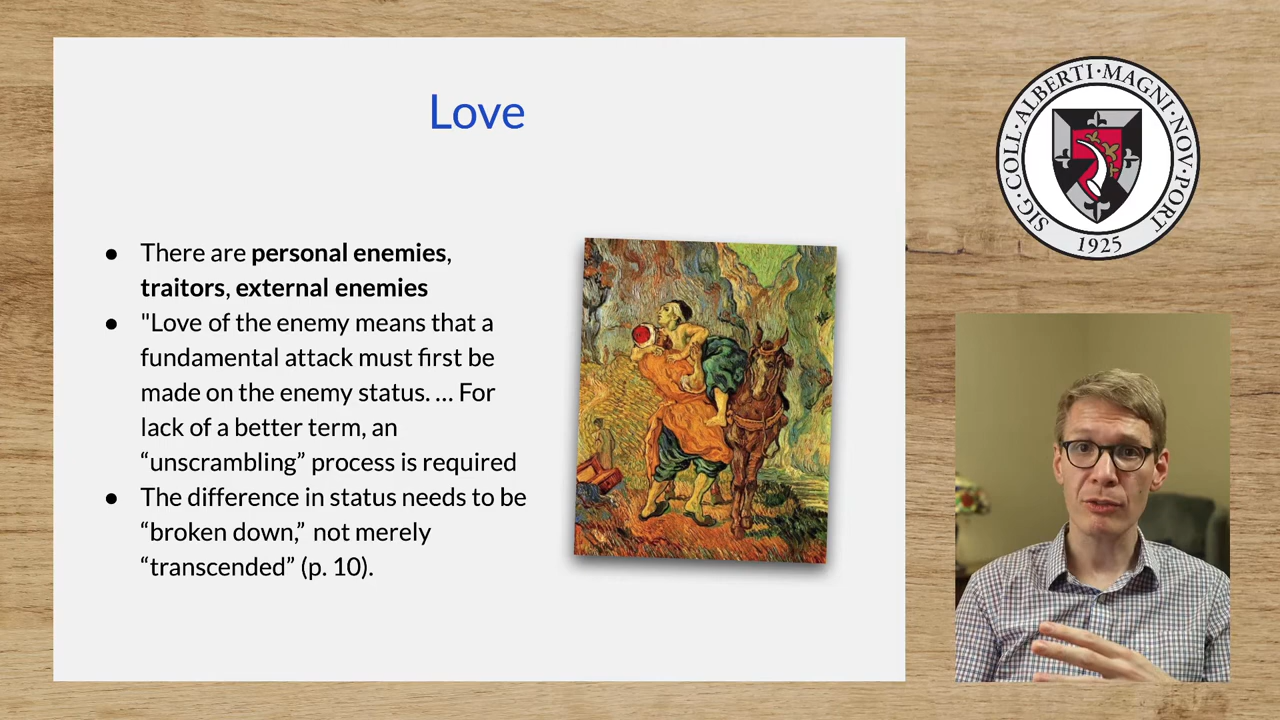 Love
● There are personal enemies,
traitors, external enemies
● "Love of the enemy means that a
fundamental attack must first be
made on the enemy status. ... For
lack of a better term, an
“unscrambling” process is required
● The difference in status needs to be
“broken down,” not merely
“transcended” (p. 10).
SIG·COLL·ALBERTI·MAGNI·NOV·PORT
1925